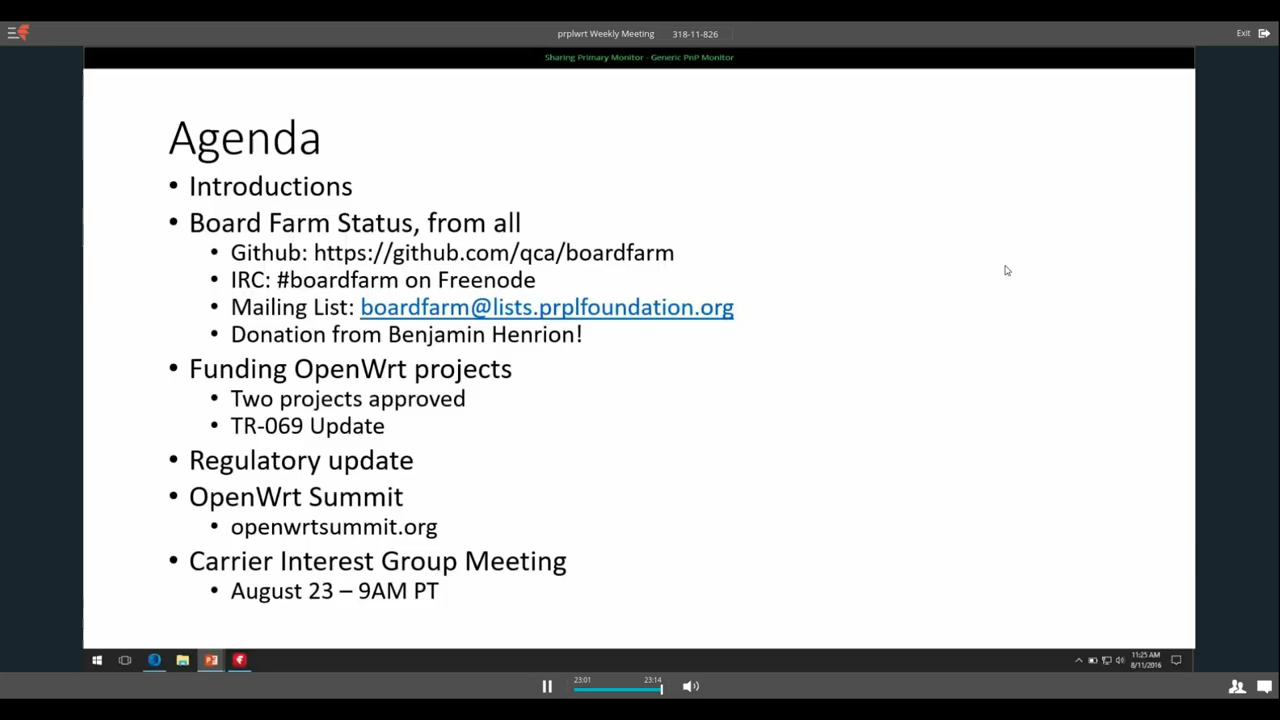 prplwrt Weekly Meeting 318-11-826
Exit
Sharing Primary Monitor - Generic PnP Monitor
Agenda
• Introductions
• Board Farm Status, from all
• Github: https://github.com/qca/boardfarm
• IRC: #boardfarm on Freenode
• Mailing List: boardfarm@lists.prplfoundation.org
• Donation from Benjamin Henrion!
• Funding OpenWrt projects
• Two projects approved
• TR-069 Update
• Regulatory update
• OpenWrt Summit
• openwrtsummit.org
• Carrier Interest Group Meeting
• August 23 – 9AM PT
11:25 AM
8/11/2016
23:01 23:14